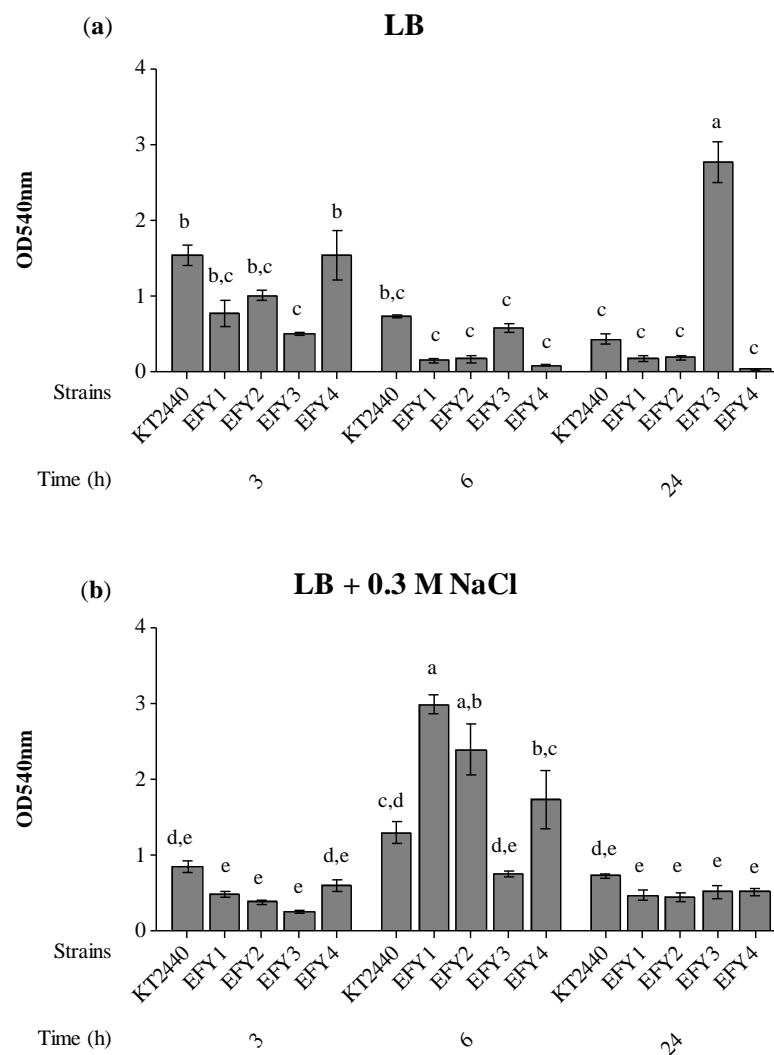 (a) LB
4
a
3
b
b
2
b,c
b,c
b,c
c
c
c
c
c
c
c
c
c
1
0
OD540nm
Strains
KT2440 EFY1 EFY2 EFY3 EFY4 KT2440 EFY1 EFY2 EFY3 EFY4 KT2440 EFY1 EFY2 EFY3 EFY4
Time (h) 3 6 24
(b) LB + 0.3 M NaCl
4
a
3
a,b
b,c
2
c,d
d,e
e
e
e
d,e
d,e
d,e
e
e
e
e
1
0
OD540nm
Strains
KT2440 EFY1 EFY2 EFY3 EFY4 KT2440 EFY1 EFY2 EFY3 EFY4 KT2440 EFY1 EFY2 EFY3 EFY4
Time (h) 3 6 24